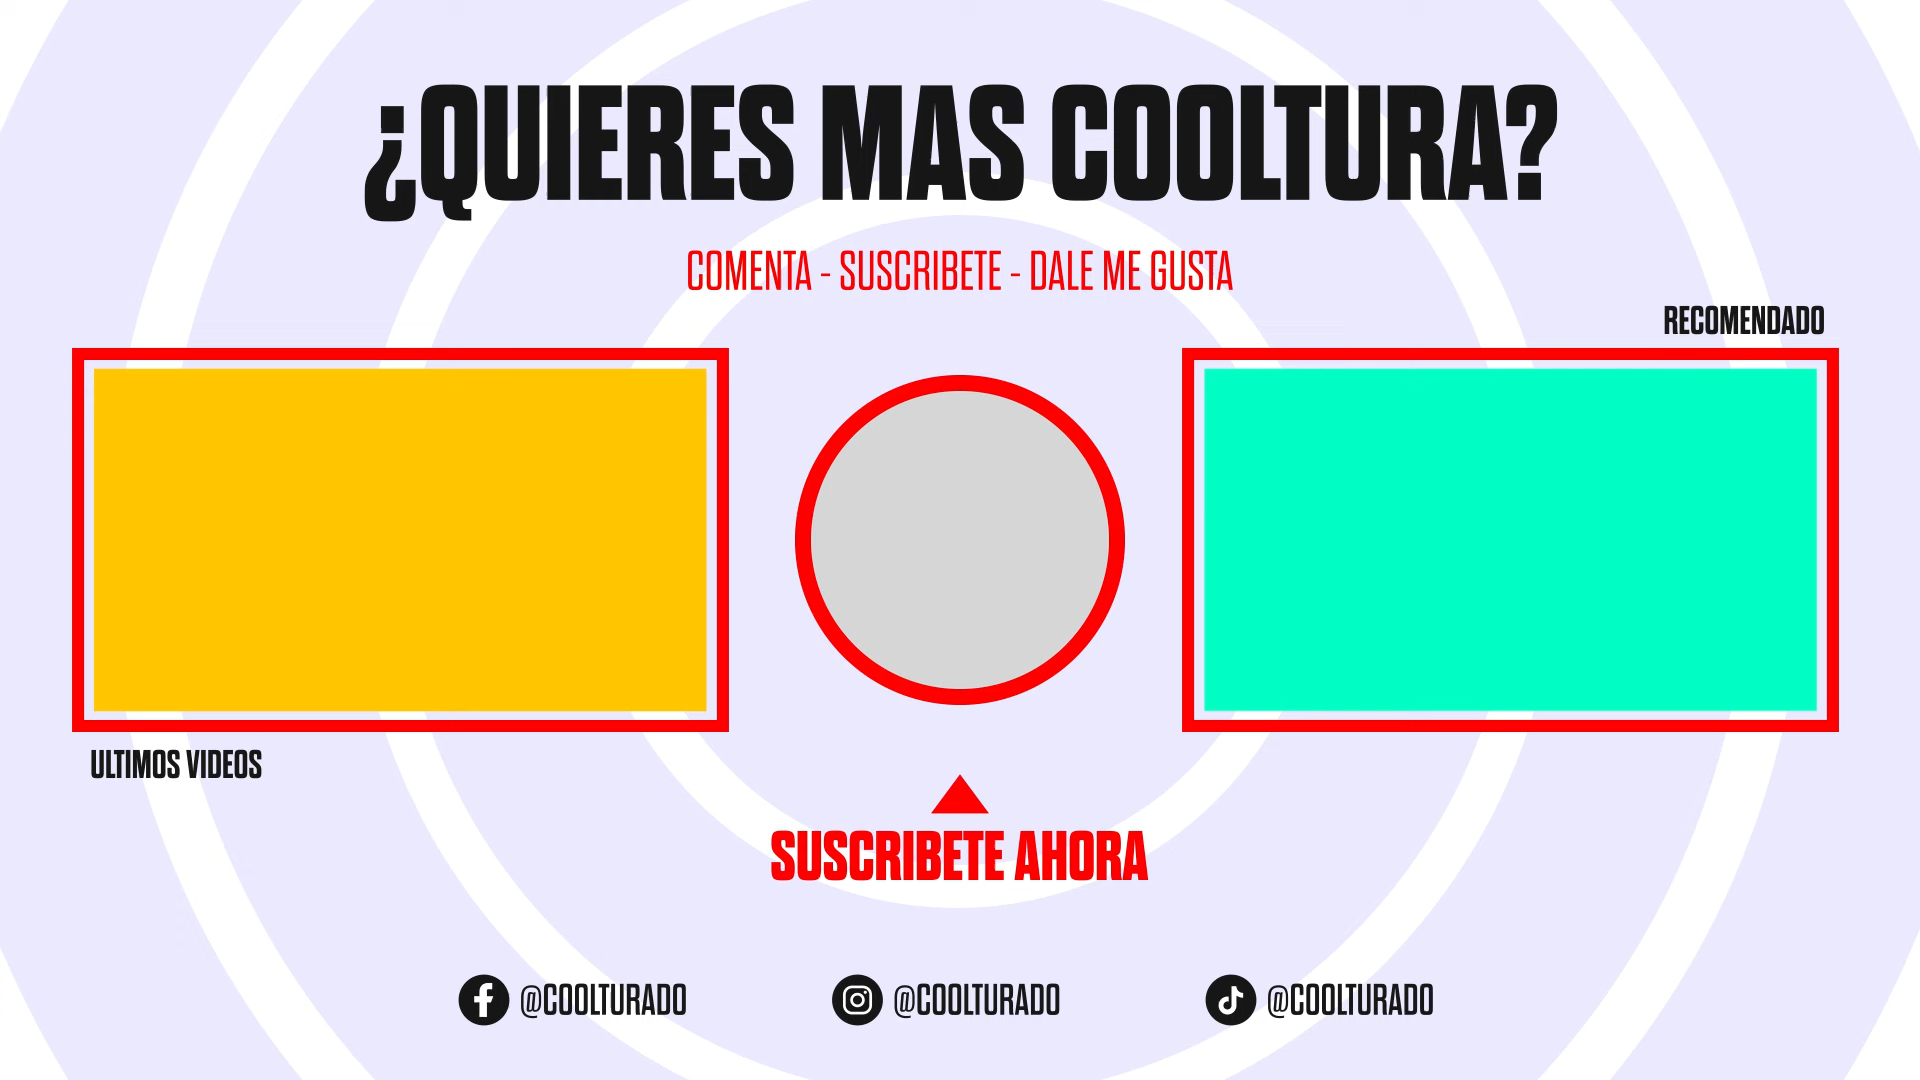 ¿QUIERES MAS COOLTURA?
COMENTA - SUSCRIBETE - DALE ME GUSTA
RECOMENDADO
ULTIMOS VIDEOS
SUSCRIBETE AHORA
@COOLTURADO
@COOLTURADO
@COOLTURADO